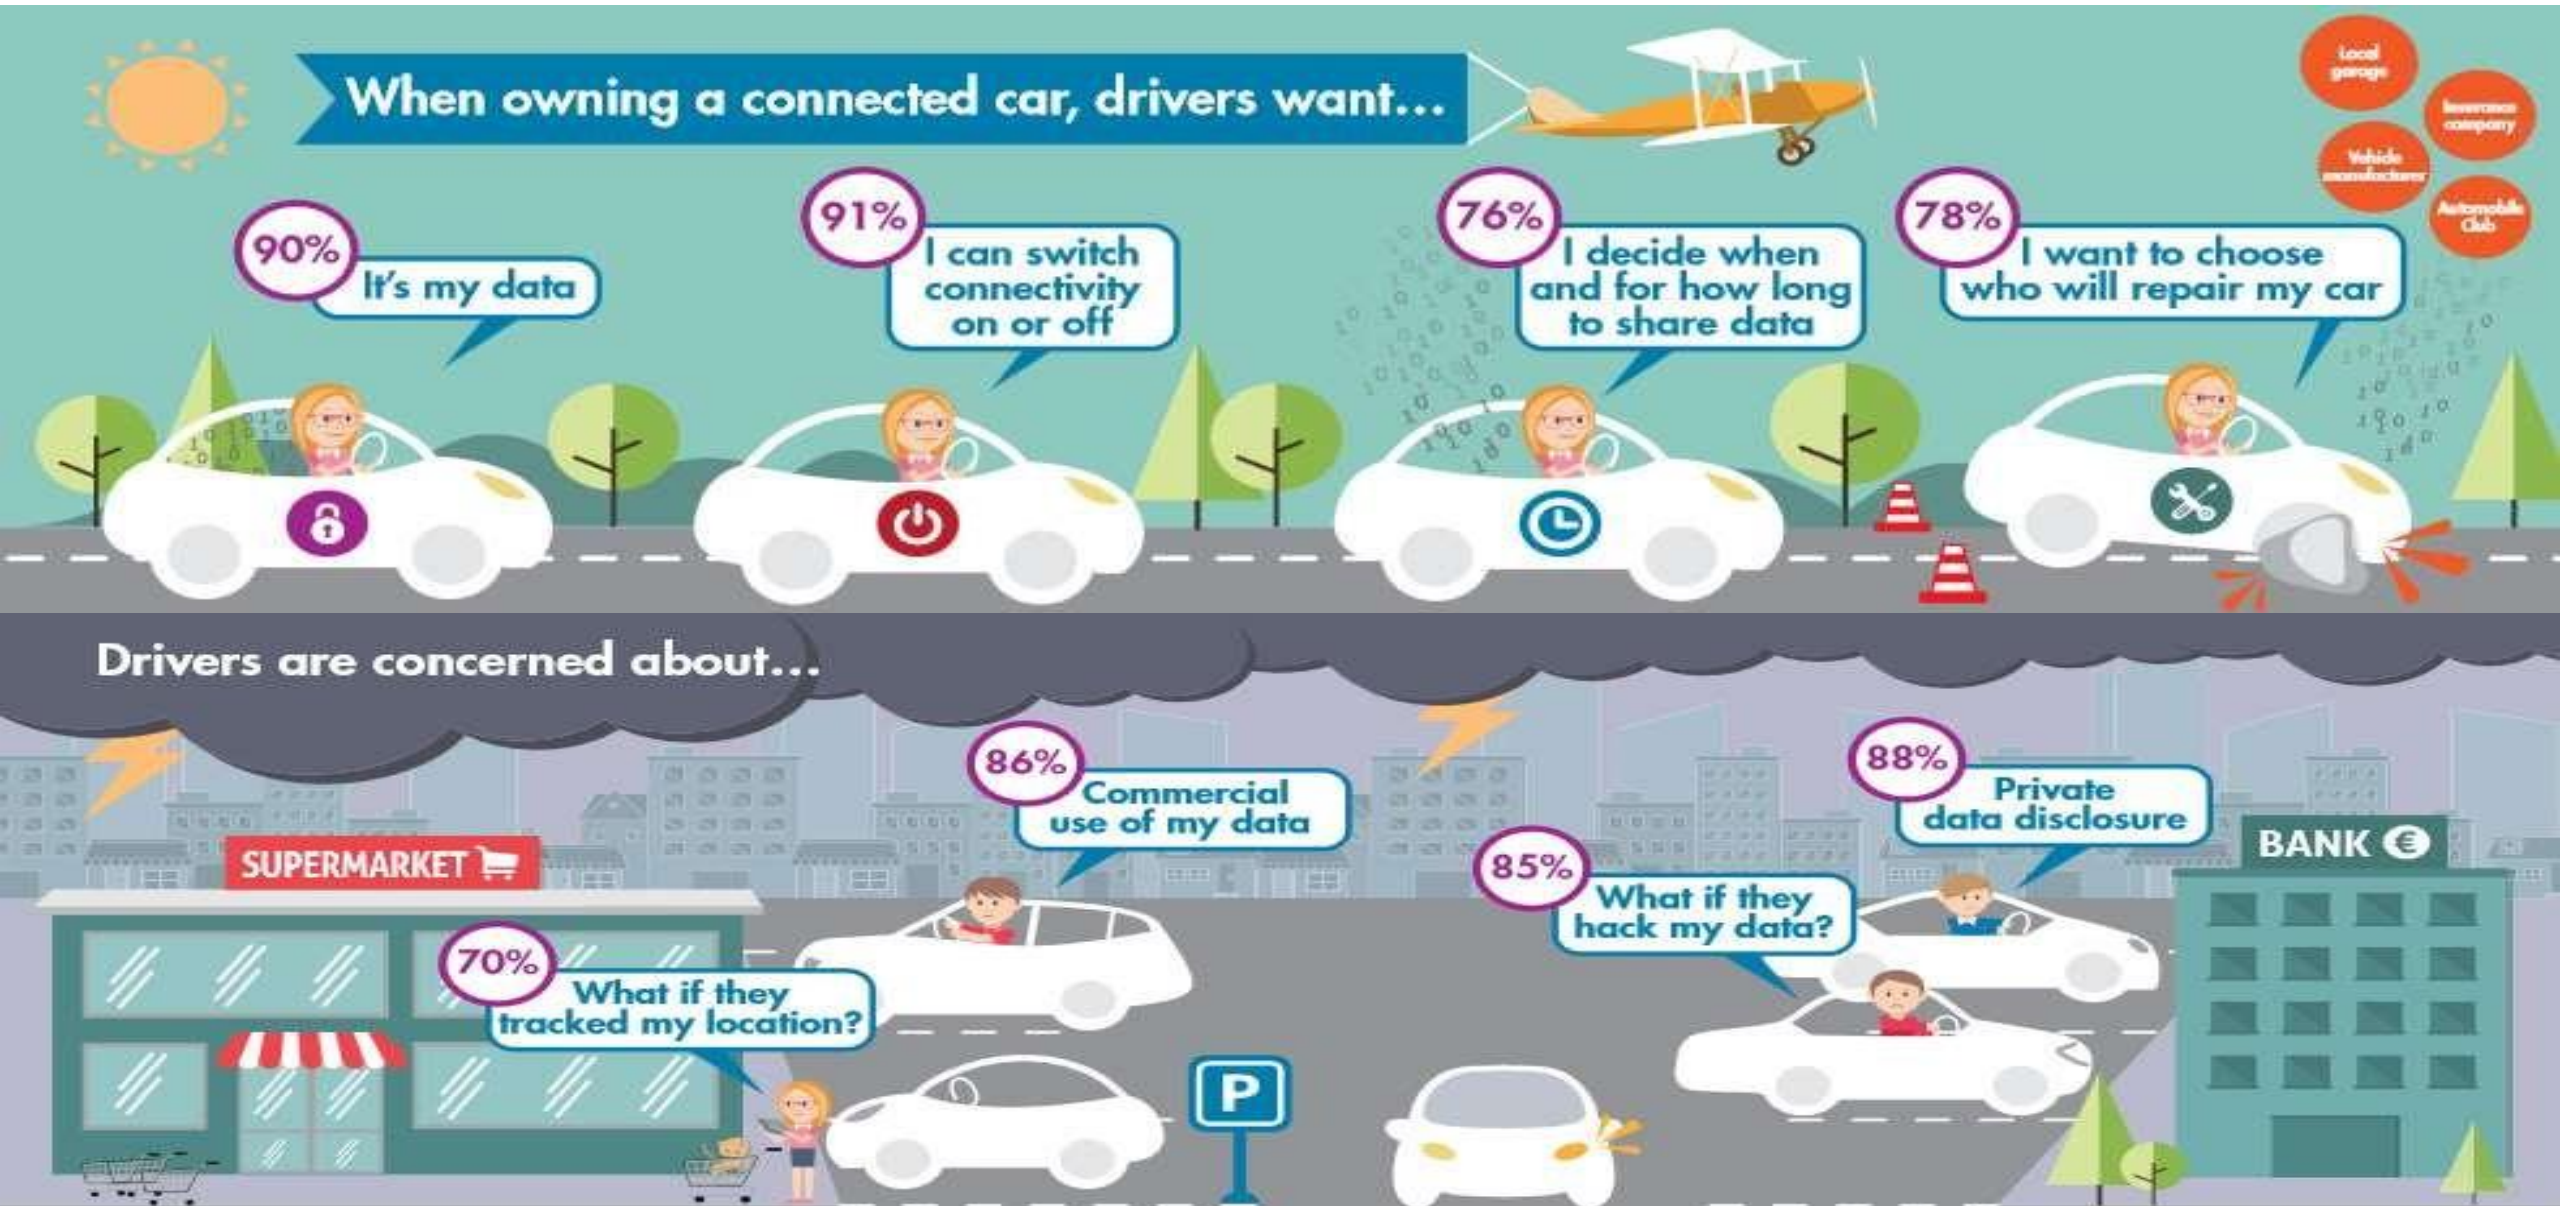 When owning a connected car, drivers want...
Local
garage
Insurance
company
Vehicle
manufacturer
Automobile
Club
90%
It's my data
91%
I can switch
connectivity
on or off
76%
I decide when
and for how long
to share data
78%
I want to choose
who will repair my car
Drivers are concerned about...
86%
Commercial
use of my data
88%
Private
data disclosure
85%
What if they
hack my data?
70%
What if they
tracked my location?
SUPERMARKET
BANK €
P